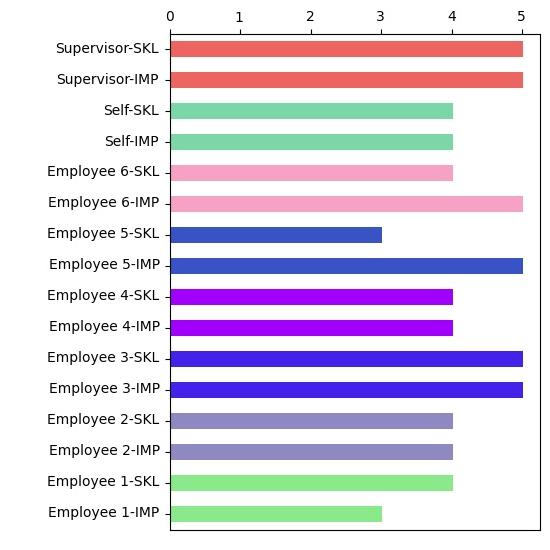 0 1 2 3 4 5
Supervisor-SKL
Supervisor-IMP
Self-SKL
Self-IMP
Employee 6-SKL
Employee 6-IMP
Employee 5-SKL
Employee 5-IMP
Employee 4-SKL
Employee 4-IMP
Employee 3-SKL
Employee 3-IMP
Employee 2-SKL
Employee 2-IMP
Employee 1-SKL
Employee 1-IMP